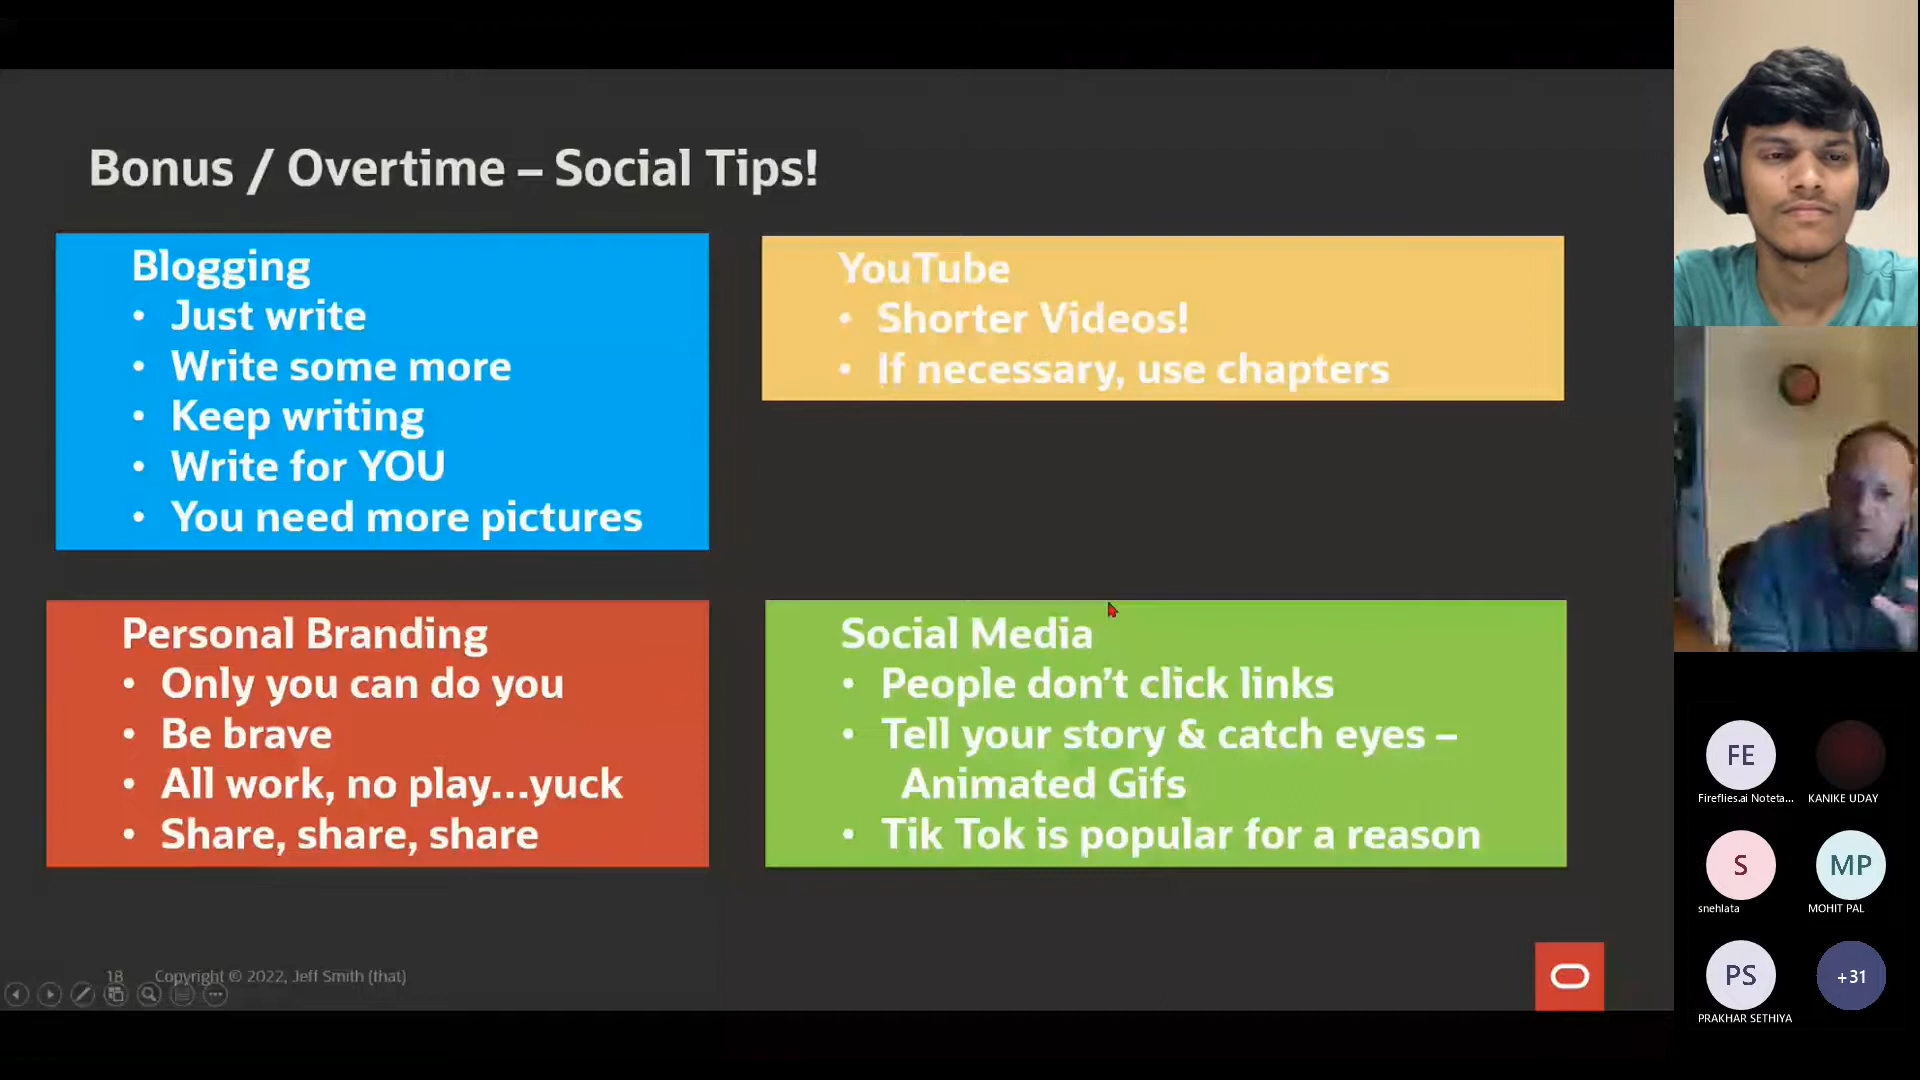 Bonus / Overtime – Social Tips!
Blogging
• Just write
• Write some more
• Keep writing
• Write for YOU
• You need more pictures
YouTube
• Shorter Videos!
• If necessary, use chapters
Personal Branding
• Only you can do you
• Be brave
• All work, no play...yuck
• Share, share, share
Social Media
• People don’t click links
• Tell your story & catch eyes –
Animated Gifs
• Tik Tok is popular for a reason
18 Copyright © 2022, Jeff Smith (that)
FE
Fireflies.ai Noteta...
KANIKE UDAY
S
snehlata
MP
MOHIT PAL
PS
PRAKHAR SETHIYA
+31